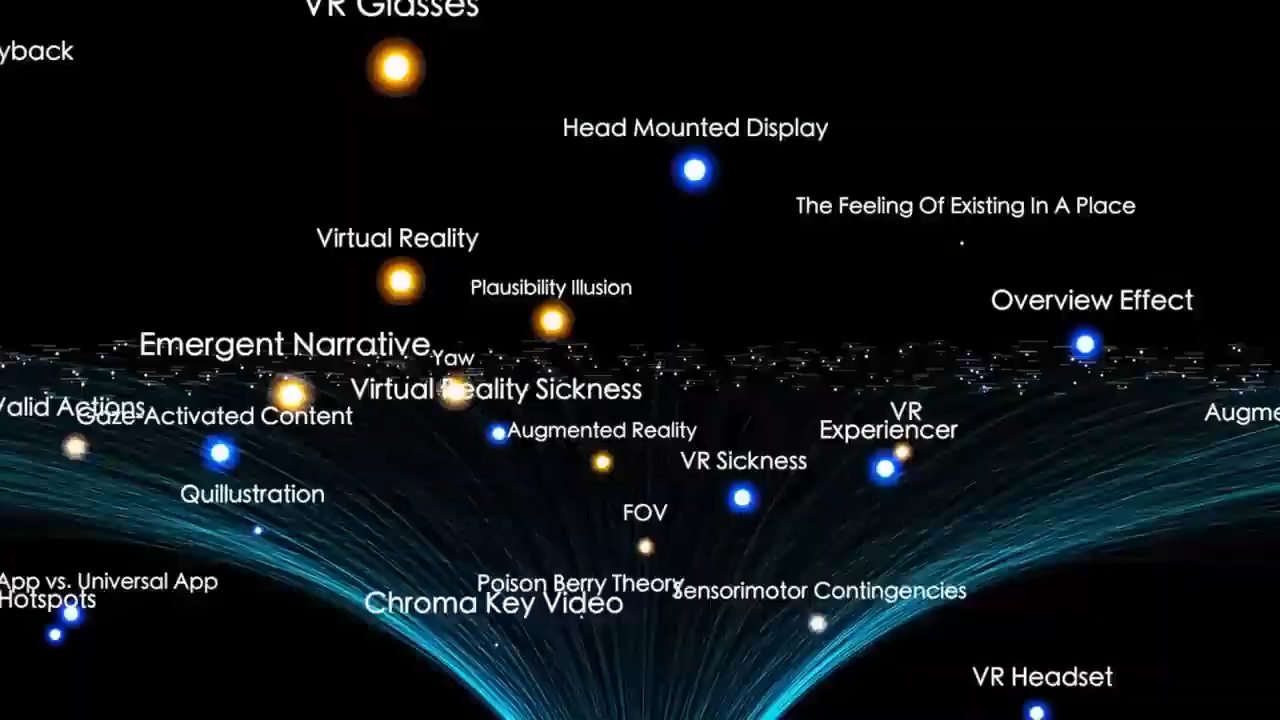 VR Glasses
yback
Head Mounted Display
The Feeling Of Existing In A Place
Virtual Reality
Plausibility Illusion
Overview Effect
Emergent Narrative
Yaw
Virtual Reality Sickness
Valid Actions
Gaze-Activated Content
VR
Experiencer
Augme
Augmented Reality
VR Sickness
Quillustration
FOV
App vs. Universal App
Hotspots
Poison Berry Theory
Chroma Key Video
Sensorimotor Contingencies
VR Headset